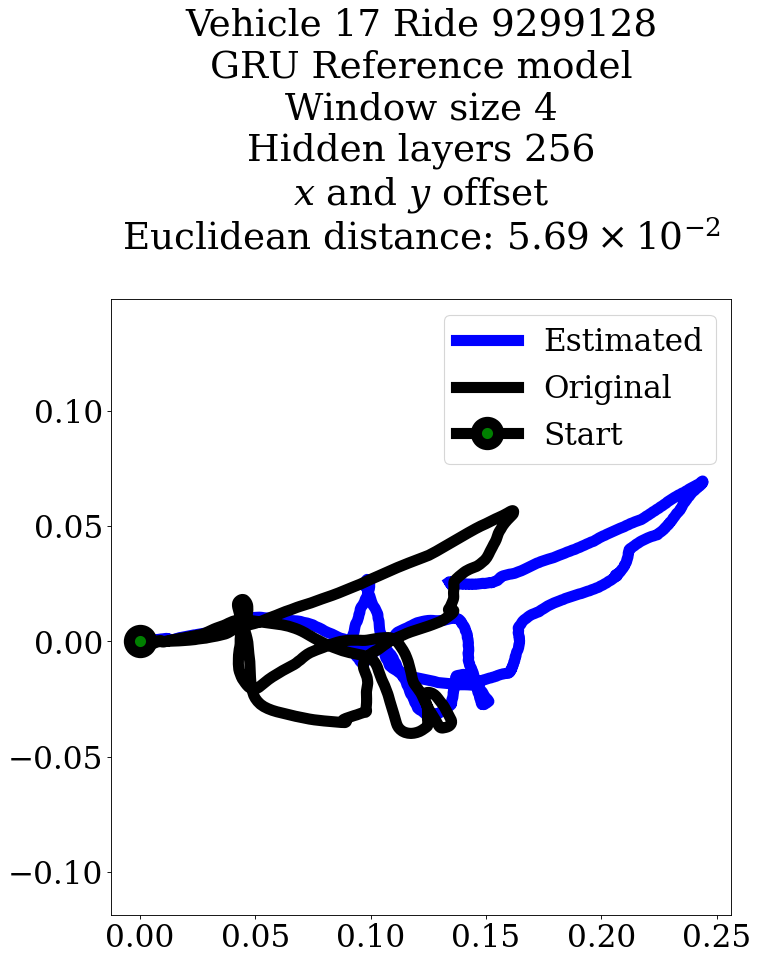 Vehicle 17 Ride 9299128
GRU Reference model
Window size 4
Hidden layers 256
x and y offset
Euclidean distance: 5.69 × 10⁻²
Estimated
Original
Start
0.10
0.05
0.00
−0.05
−0.10
0.00 0.05 0.10 0.15 0.20 0.25